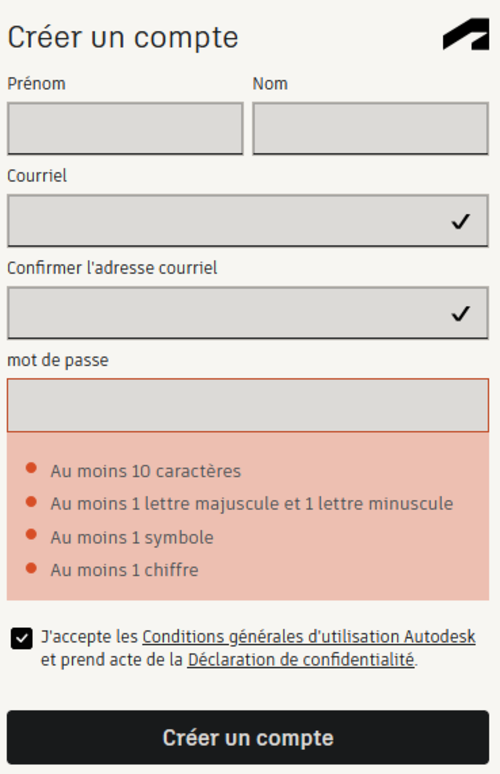 Créer un compte
Prénom Nom
Courriel
Confirmer l'adresse courriel
mot de passe
Au moins 10 caractères
Au moins 1 lettre majuscule et 1 lettre minuscule
Au moins 1 symbole
Au moins 1 chiffre
J'accepte les Conditions générales d'utilisation Autodesk
et prend acte de la Déclaration de confidentialité.
Créer un compte